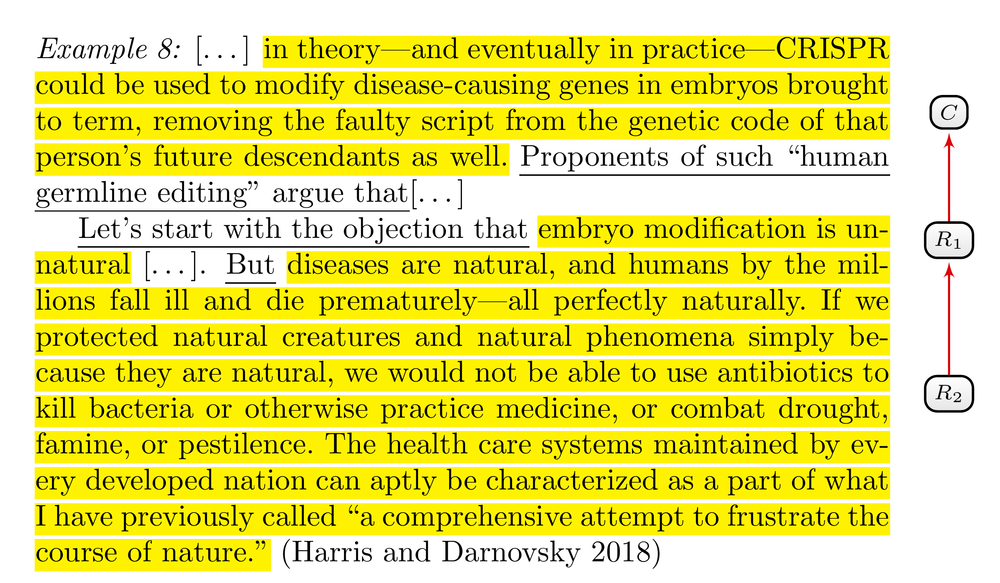 Example 8: […] in theory—and eventually in practice—CRISPR
could be used to modify disease-causing genes in embryos brought
to term, removing the faulty script from the genetic code of that
person’s future descendants as well. Proponents of such “human
germline editing” argue that[…]
Let’s start with the objection that embryo modification is un-
natural […]. But diseases are natural, and humans by the mil-
lions fall ill and die prematurely—all perfectly naturally. If we
protected natural creatures and natural phenomena simply be-
cause they are natural, we would not be able to use antibiotics to
kill bacteria or otherwise practice medicine, or combat drought,
famine, or pestilence. The health care systems maintained by ev-
ery developed nation can aptly be characterized as a part of what
I have previously called “a comprehensive attempt to frustrate the
course of nature.” (Harris and Darnovsky 2018)
C
R1
R2